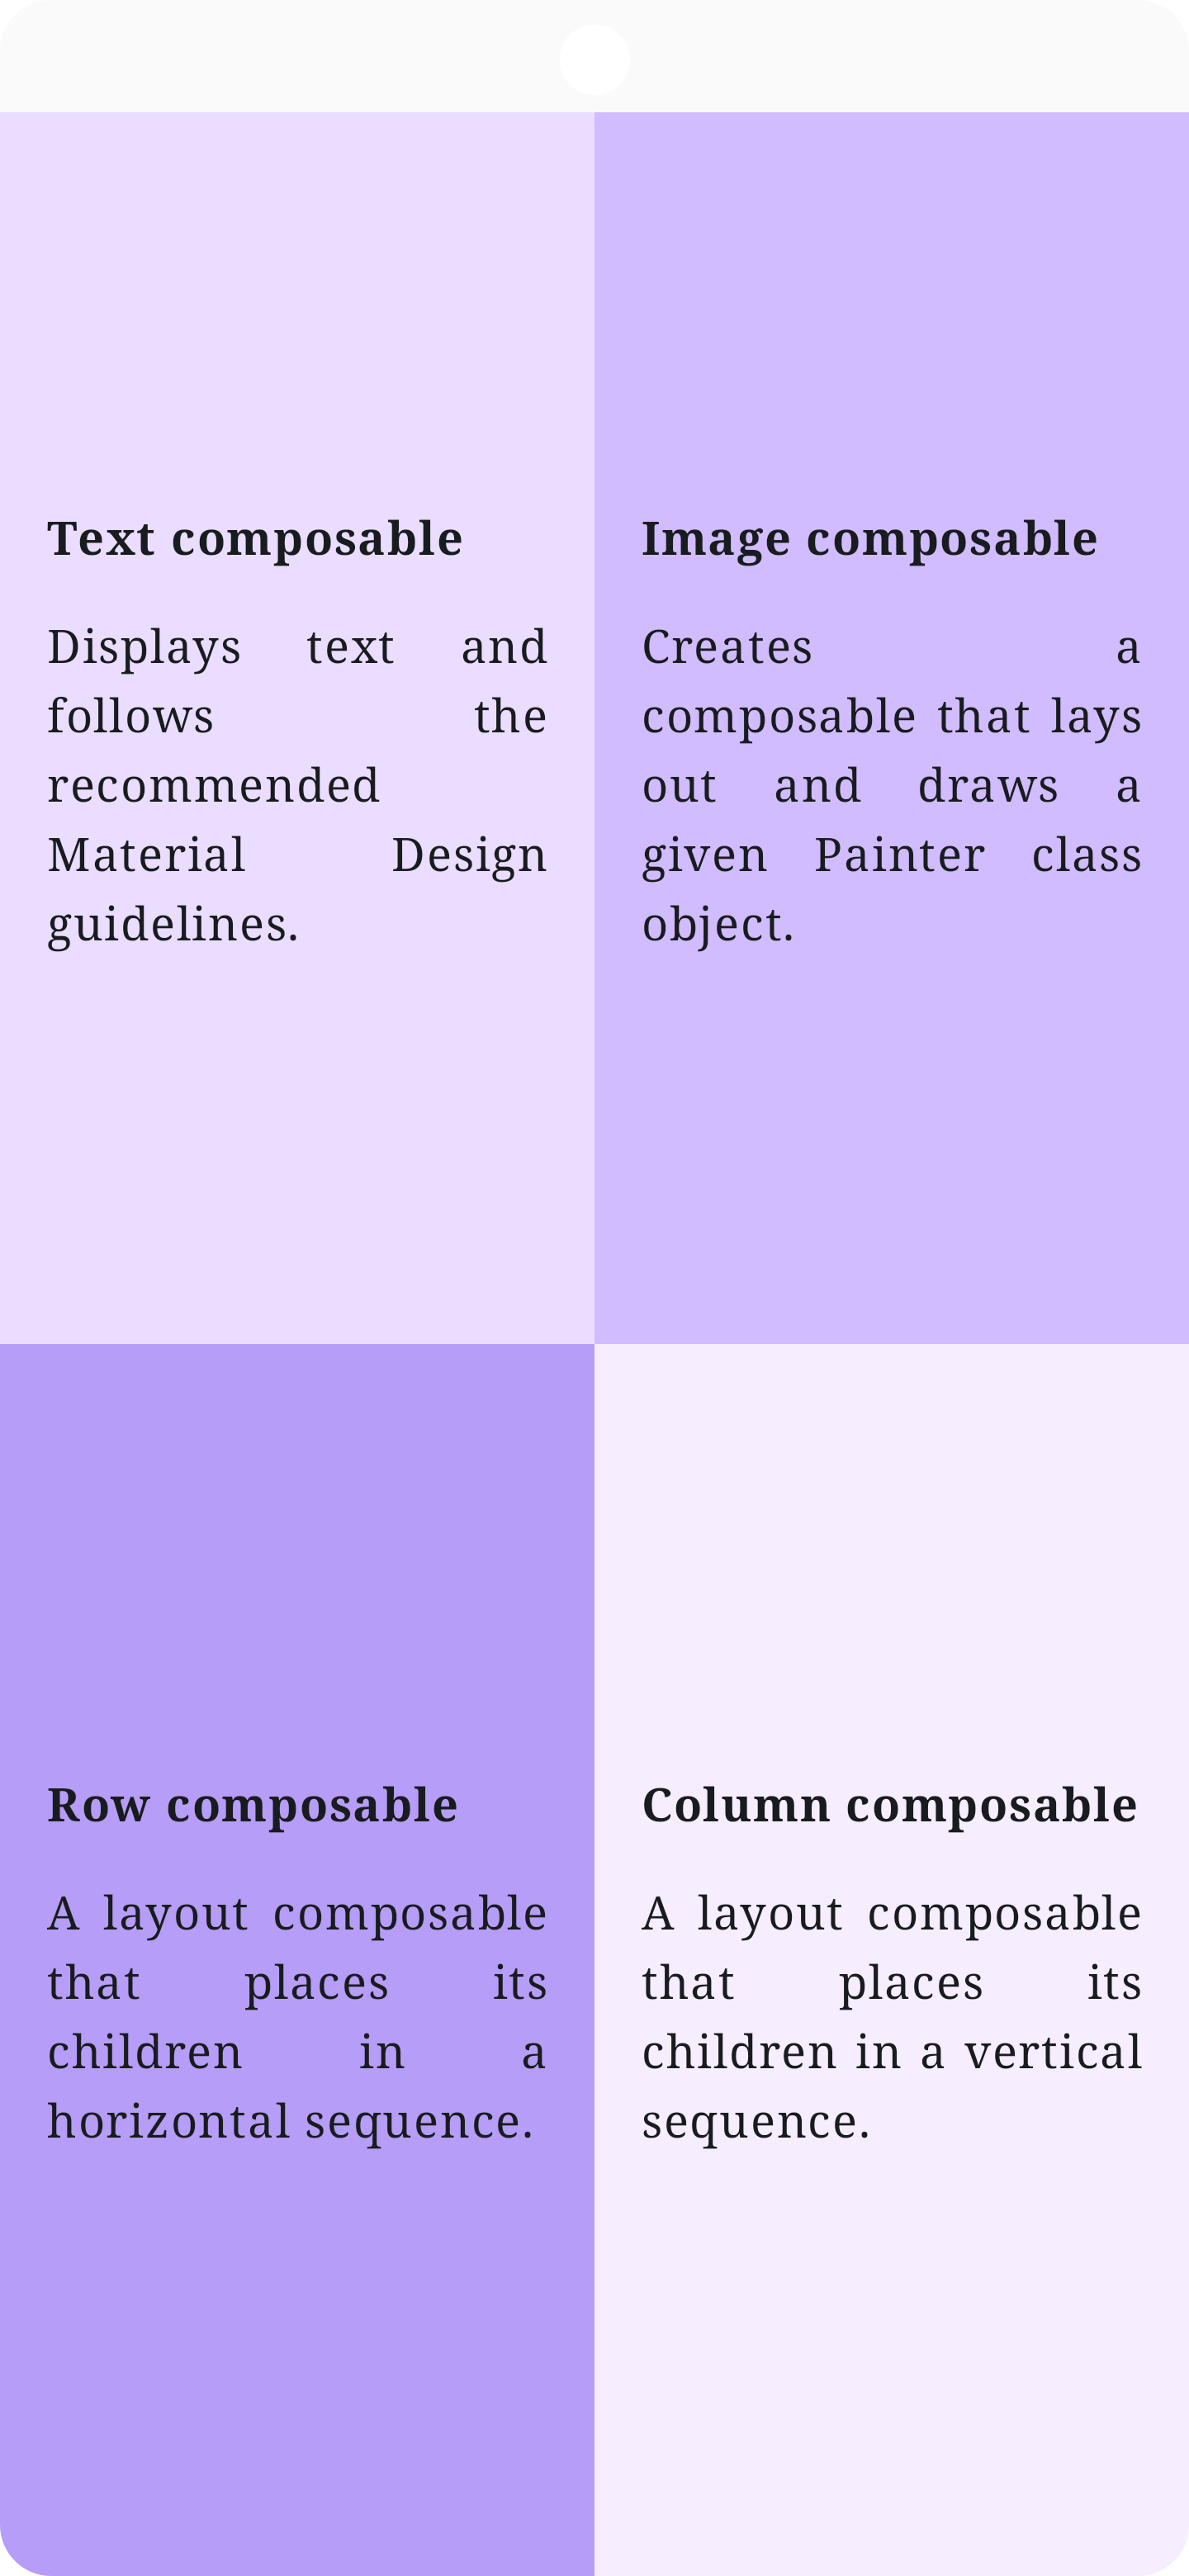 Text composable
Displays text and
follows the
recommended
Material Design
guidelines.
Image composable
Creates a
composable that lays
out and draws a
given Painter class
object.
Row composable
A layout composable
that places its
children in a
horizontal sequence.
Column composable
A layout composable
that places its
children in a vertical
sequence.